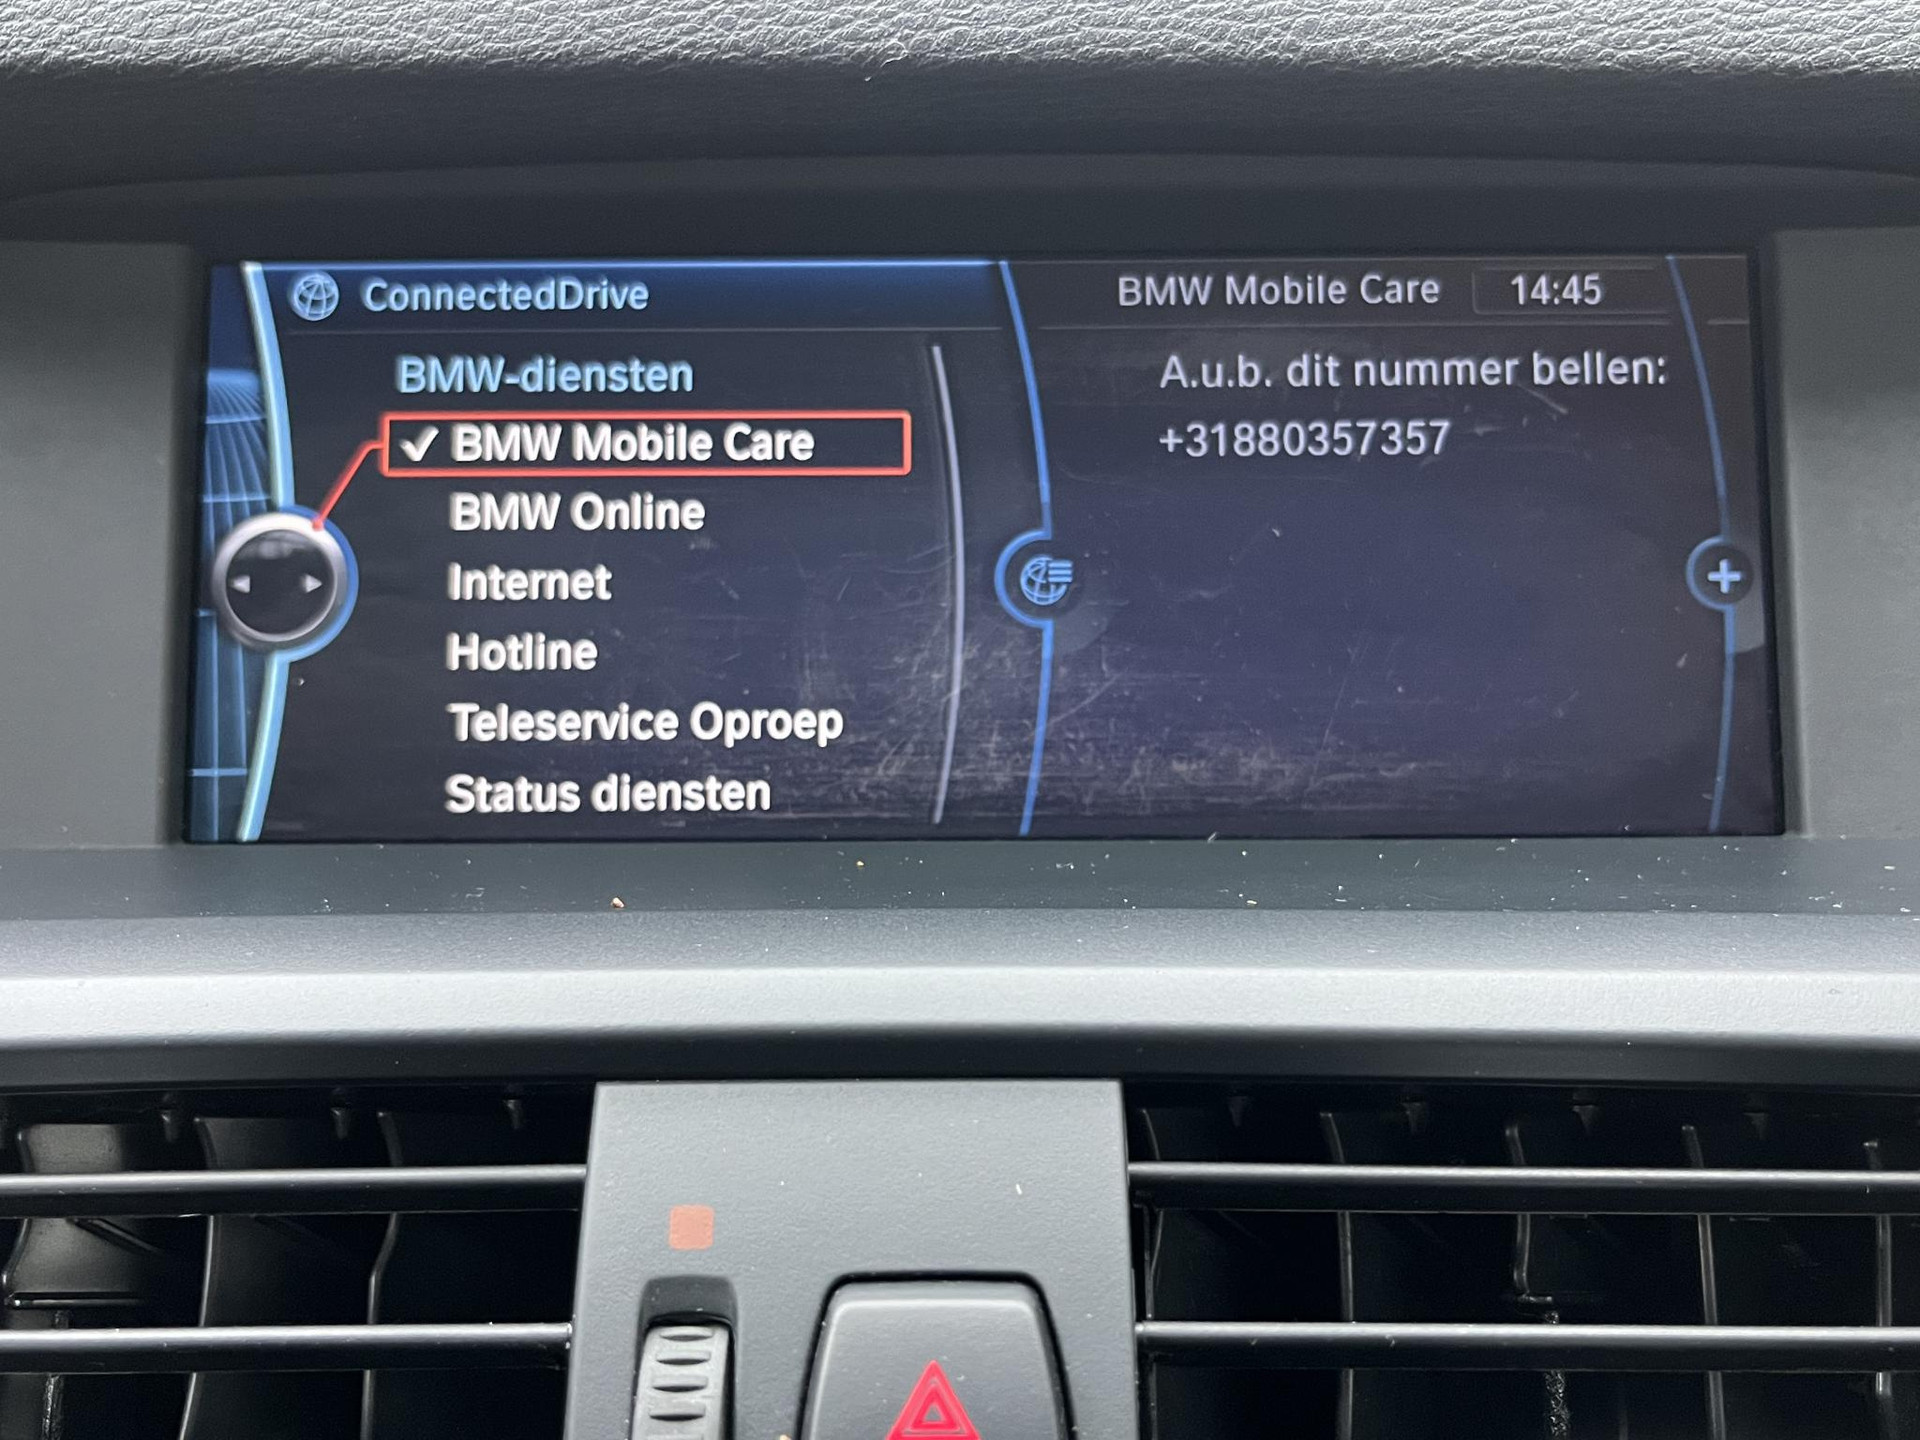 ConnectedDrive
BMW-diensten
BMW Mobile Care
BMW Online
Internet
Hotline
Teleservice Oproep
Status diensten
BMW Mobile Care 14:45
A.u.b. dit nummer bellen:
+31880357357